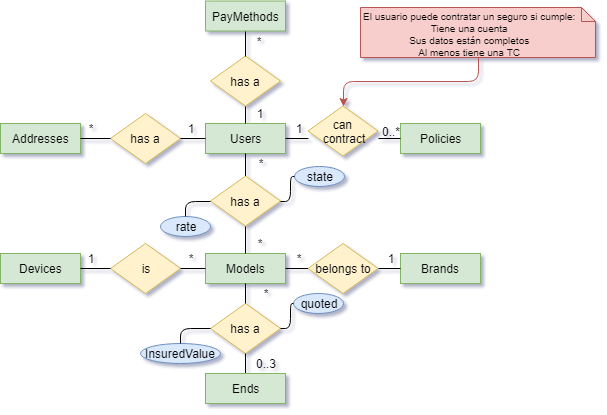 PayMethods
El usuario puede contratar un seguro si cumple:
Tiene una cuenta
Sus datos están completos
Al menos tiene una TC
*
has a
1
Addresses
*
has a
1
Users
1
can
contract
0..*
Policies
*
has a
state
rate
*
Devices
1
is
*
Models
*
belongs to
1
Brands
*
has a
quoted
InsuredValue
0..3
Ends